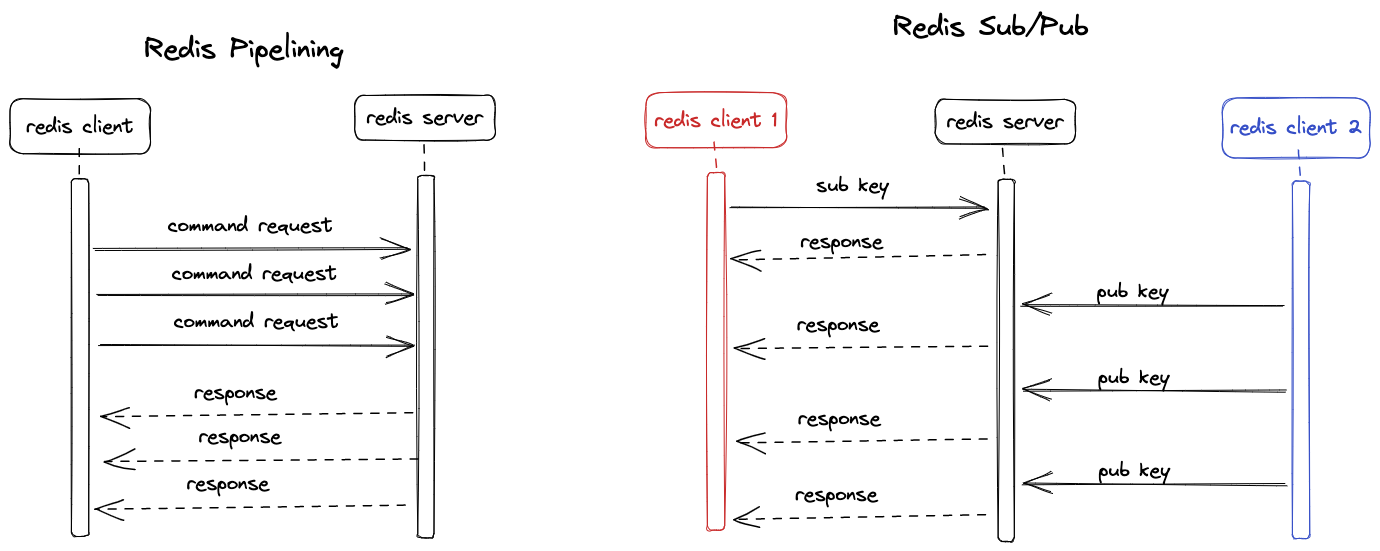 Redis Pipelining
redis client
redis server
command request
command request
command request
response
response
response
Redis Sub/Pub
redis client 1
redis server
redis client 2
sub key
response
pub key
response
pub key
response
pub key
response